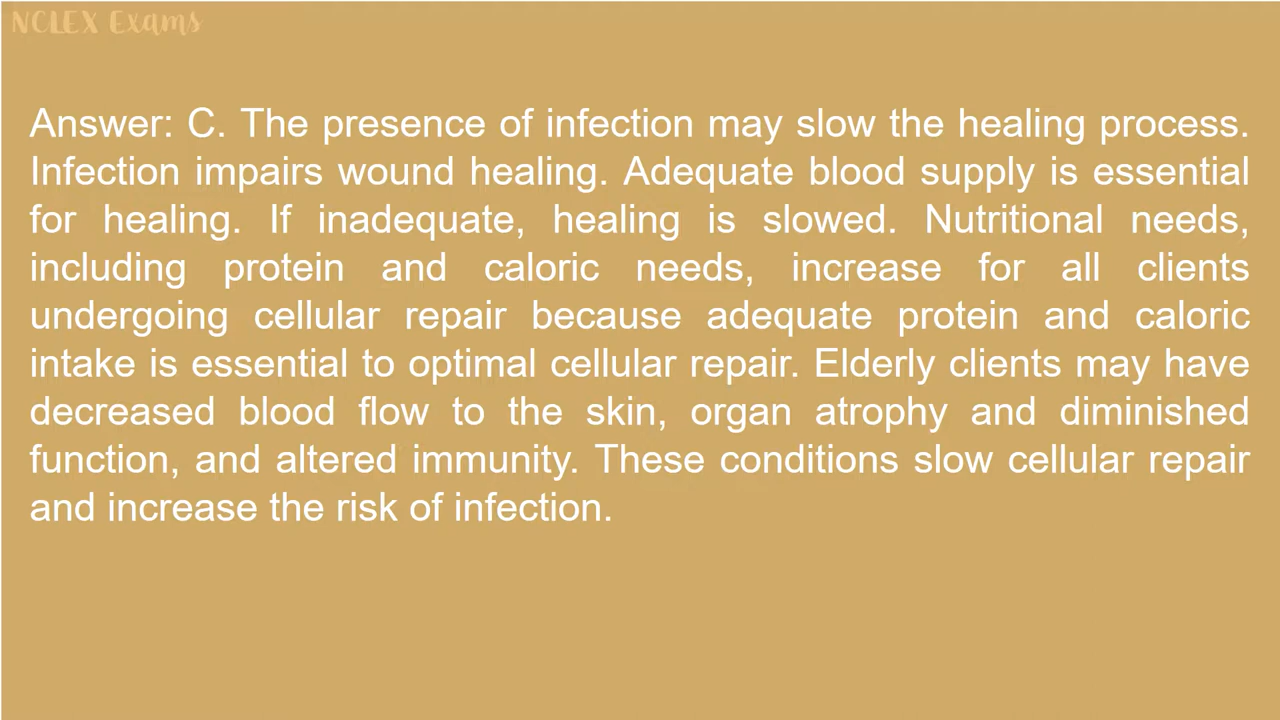 NCLEX Exams
Answer: C. The presence of infection may slow the healing process.
Infection impairs wound healing. Adequate blood supply is essential
for healing. If inadequate, healing is slowed. Nutritional needs,
including protein and caloric needs, increase for all clients
undergoing cellular repair because adequate protein and caloric
intake is essential to optimal cellular repair. Elderly clients may have
decreased blood flow to the skin, organ atrophy and diminished
function, and altered immunity. These conditions slow cellular repair
and increase the risk of infection.